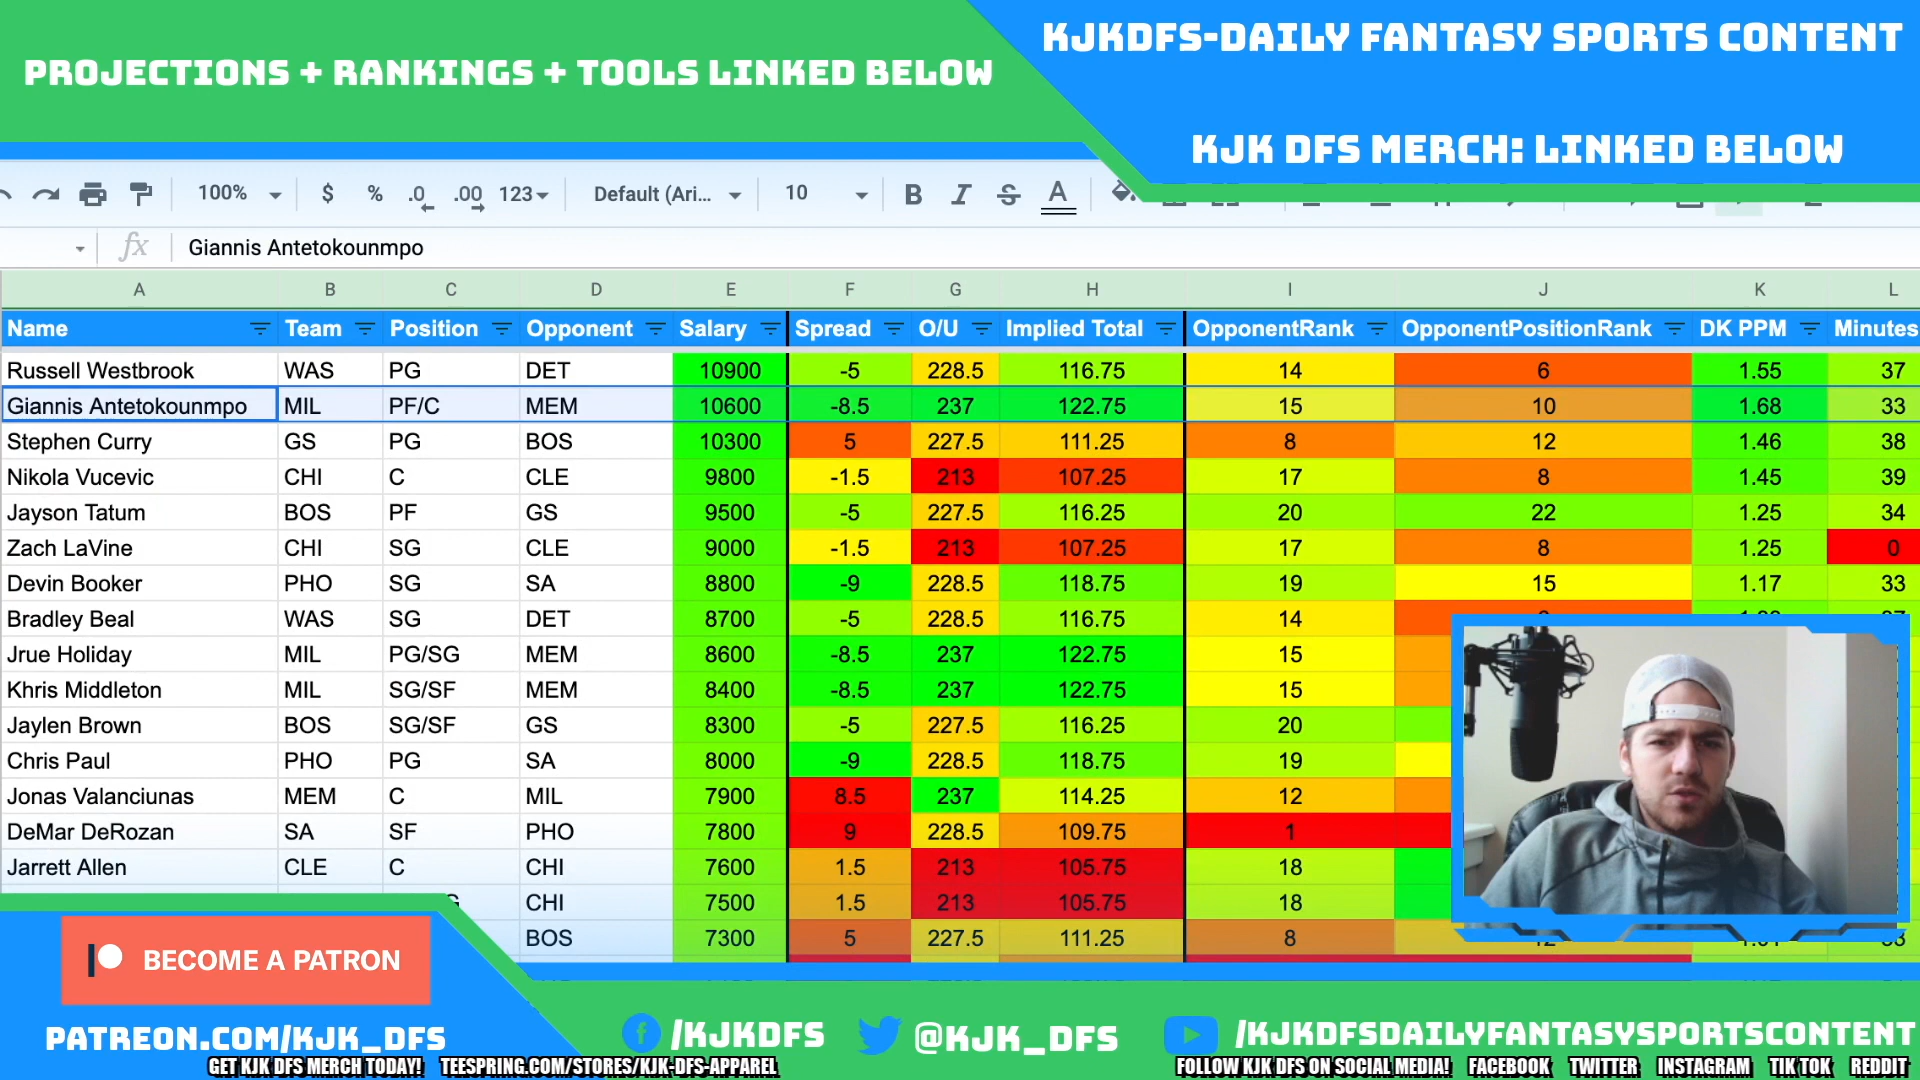 PROJECTIONS + RANKINGS + TOOLS LINKED BELOW
KJKDFS-DAILY FANTASY SPORTS CONTENT
KJK DFS MERCH: LINKED BELOW
100% $ % .0 .00 123 Default (Ari... 10 B I S A
fx Giannis Antetokounmpo
A B C D E F G H I J K L
Name Team Position Opponent Salary Spread O/U Implied Total OpponentRank OpponentPositionRank DK PPM Minutes
Russell Westbrook WAS PG DET 10900 -5 228.5 116.75 14 6 1.55 37
Giannis Antetokounmpo MIL PF/C MEM 10600 -8.5 237 122.75 15 10 1.68 33
Stephen Curry GS PG BOS 10300 5 227.5 111.25 8 12 1.46 38
Nikola Vucevic CHI C CLE 9800 -1.5 213 107.25 17 8 1.45 39
Jayson Tatum BOS PF GS 9500 -5 227.5 116.25 20 22 1.25 34
Zach LaVine CHI SG CLE 9000 -1.5 213 107.25 17 8 1.25 0
Devin Booker PHO SG SA 8800 -9 228.5 118.75 19 15 1.17 33
Bradley Beal WAS SG DET 8700 -5 228.5 116.75 14
Jrue Holiday MIL PG/SG MEM 8600 -8.5 237 122.75 15
Khris Middleton MIL SG/SF MEM 8400 -8.5 237 122.75 15
Jaylen Brown BOS SG/SF GS 8300 -5 227.5 116.25 20
Chris Paul PHO PG SA 8000 -9 228.5 118.75 19
Jonas Valanciunas MEM C MIL 7900 8.5 237 114.25 12
DeMar DeRozan SA SF PHO 7800 9 228.5 109.75 1
Jarrett Allen CLE C CHI 7600 1.5 213 105.75 18
CHI 7500 1.5 213 105.75 18
BOS 7300 5 227.5 111.25 8
BECOME A PATRON
PATREON.COM/KJK_DFS
/KJKDFS @KJK_DFS /KJKDFSDAILYFANTASYSPORTSCONTENT
GET KJK DFS MERCH TODAY! TEESPRING.COM/STORES/KJK-DFS-APPAREL FOLLOW KJK DFS ON SOCIAL MEDIA! FACEBOOK TWITTER INSTAGRAM TIK TOK REDDIT